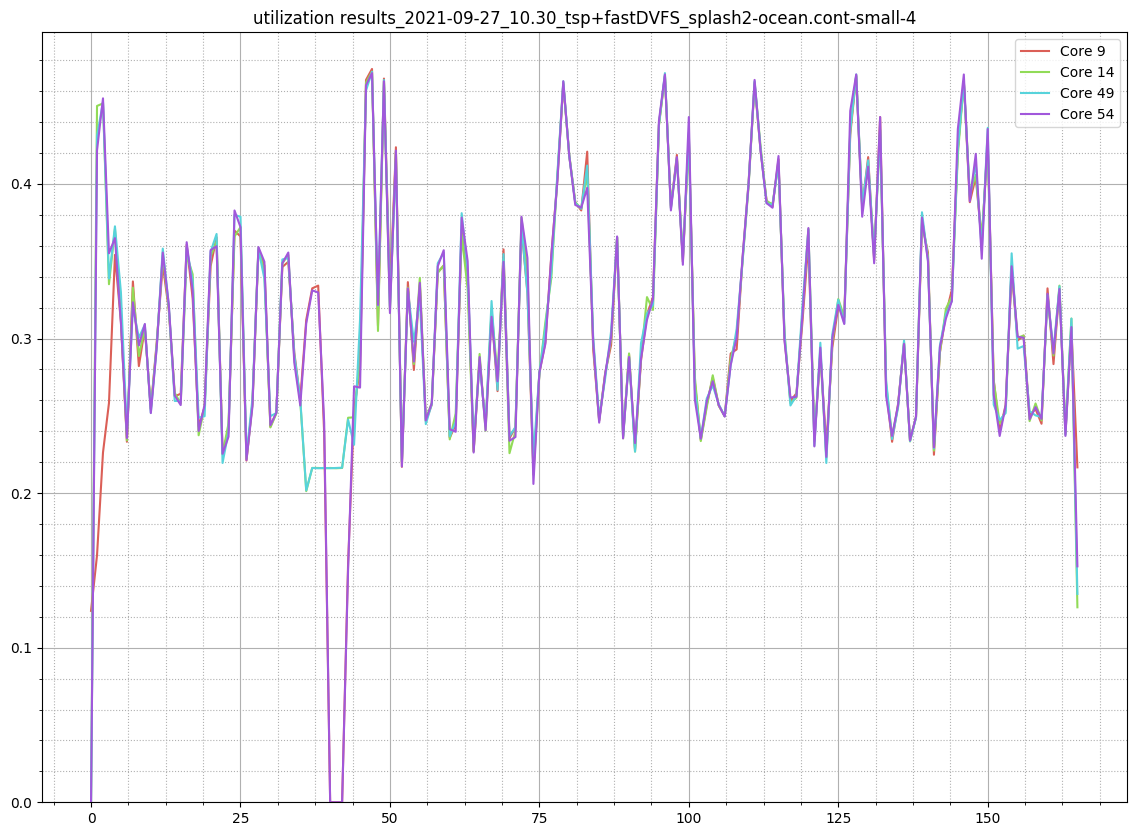 utilization results_2021-09-27_10.30_tsp+fastDVFS_splash2-ocean.cont-small-4
Core 9
Core 14
Core 49
Core 54
0.4
0.3
0.2
0.1
0.0
0 25 50 75 100 125 150